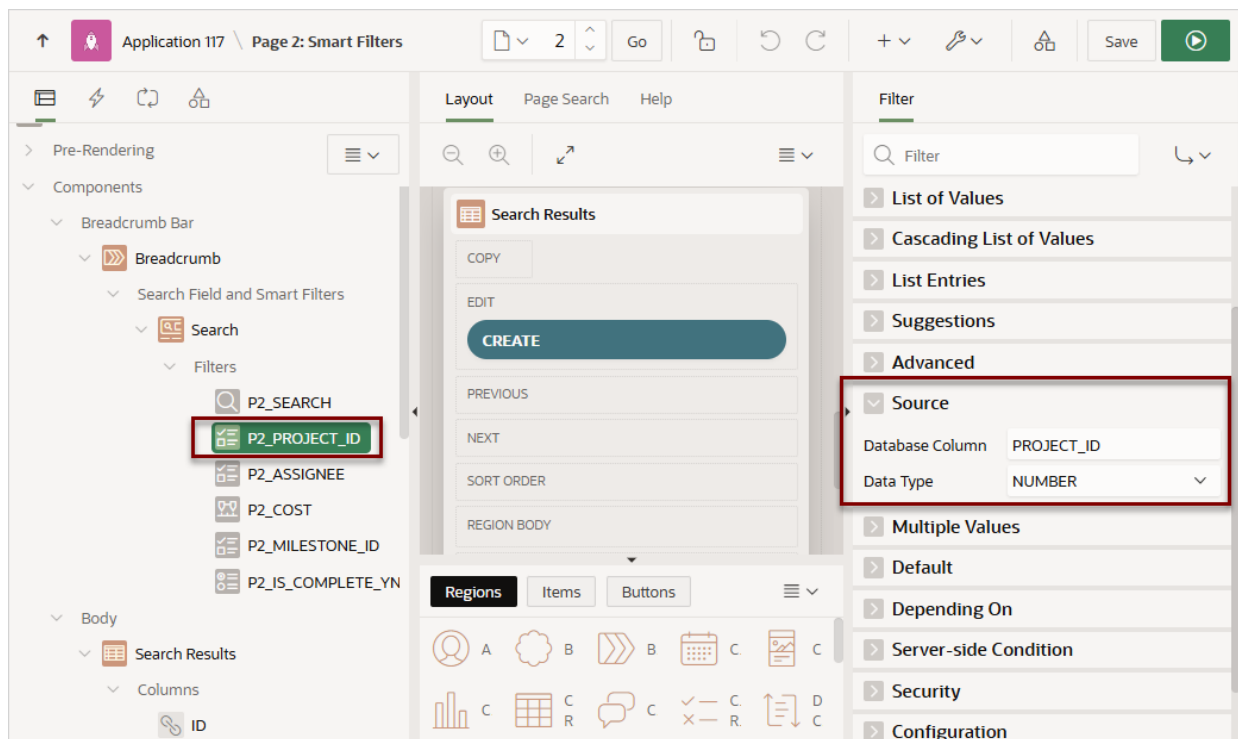 Application 117 \ Page 2: Smart Filters
2
Go
Save
Layout
Page Search
Help
Filter
Pre-Rendering
Components
Breadcrumb Bar
Breadcrumb
Search Field and Smart Filters
Search
Filters
P2_SEARCH
P2_PROJECT_ID
P2_ASSIGNEE
P2_COST
P2_MILESTONE_ID
P2_IS_COMPLETE_YN
Body
Search Results
Columns
ID
Search Results
COPY
EDIT
CREATE
PREVIOUS
NEXT
SORT ORDER
REGION BODY
Regions
Items
Buttons
A
B
B
C.
C
C
C
R
C
C.
R.
D
C
Filter
List of Values
Cascading List of Values
List Entries
Suggestions
Advanced
Source
Database Column PROJECT_ID
Data Type NUMBER
Multiple Values
Default
Depending On
Server-side Condition
Security
Configuration